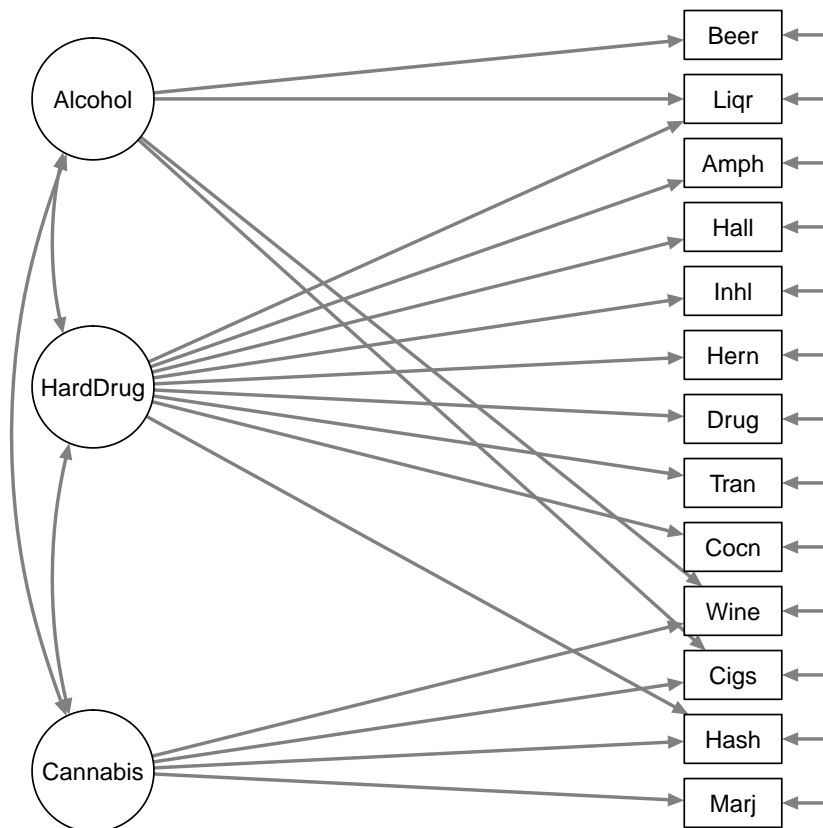 Alcohol
HardDrug
Cannabis
Beer
Liqr
Amph
Hall
Inhl
Hern
Drug
Tran
Cocn
Wine
Cigs
Hash
Marj